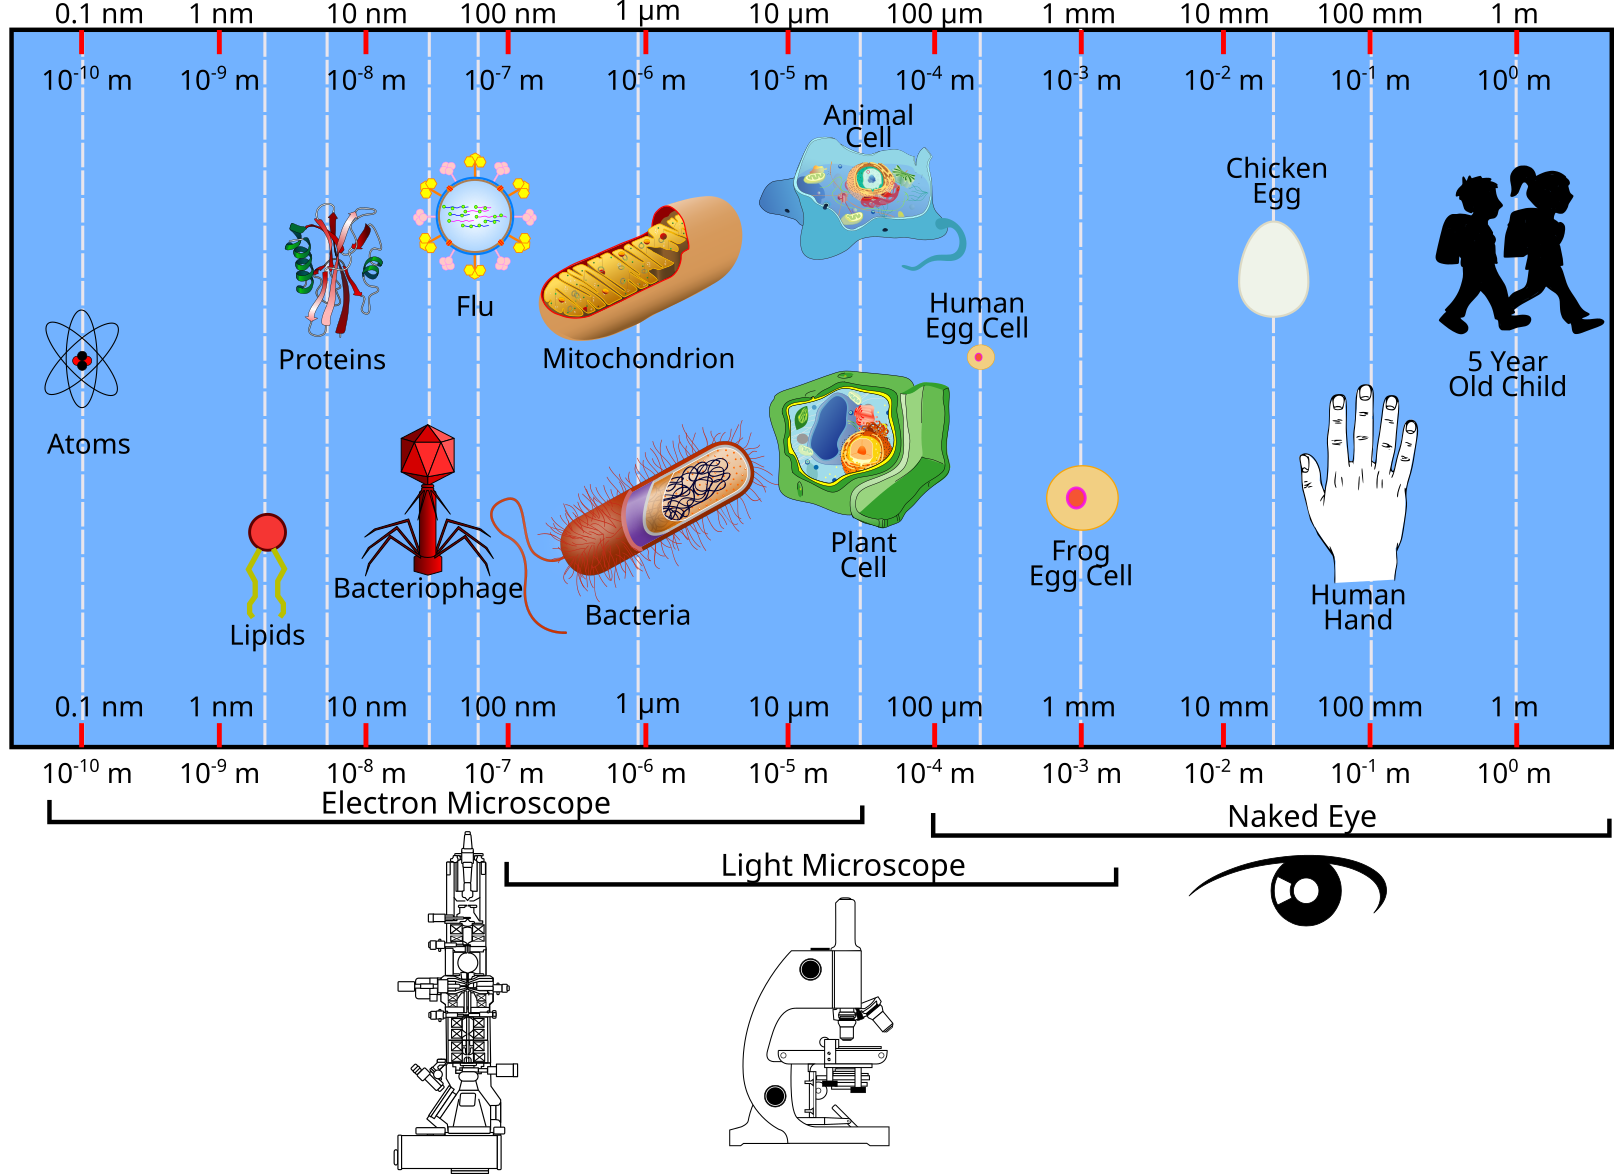 0.1 nm 1 nm 10 nm 100 nm 1 µm 10 µm 100 µm 1 mm 10 mm 100 mm 1 m
10⁻¹⁰ m 10⁻⁹ m 10⁻⁸ m 10⁻⁷ m 10⁻⁶ m 10⁻⁵ m 10⁻⁴ m 10⁻³ m 10⁻² m 10⁻¹ m 10⁰ m
Animal
Cell
Chicken
Egg
Flu
Human
Egg Cell
Proteins
Mitochondrion
5 Year
Old Child
Atoms
Plant
Cell
Frog
Egg Cell
Bacteriophage
Human
Hand
Bacteria
Lipids
0.1 nm 1 nm 10 nm 100 nm 1 µm 10 µm 100 µm 1 mm 10 mm 100 mm 1 m
10⁻¹⁰ m 10⁻⁹ m 10⁻⁸ m 10⁻⁷ m 10⁻⁶ m 10⁻⁵ m 10⁻⁴ m 10⁻³ m 10⁻² m 10⁻¹ m 10⁰ m
Electron Microscope
Naked Eye
Light Microscope